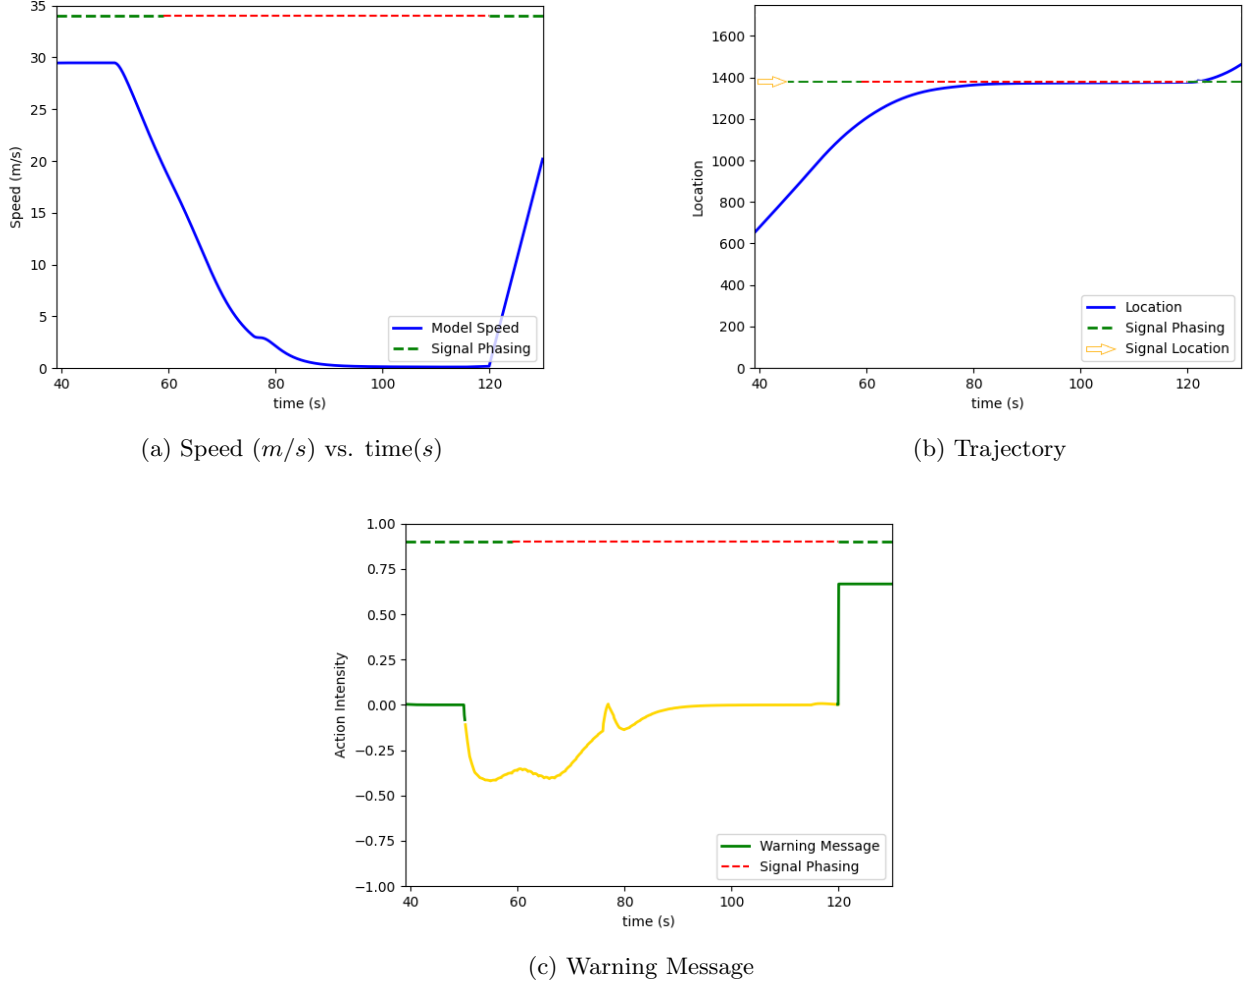 35
30
25
20
15
10
5
0
Speed (m/s)
Model Speed
Signal Phasing
40
60
80
100
120
time (s)
(a) Speed (m/s) vs. time(s)
1600
1400
1200
1000
800
600
400
200
0
Location
Location
Signal Phasing
Signal Location
40
60
80
100
120
time (s)
(b) Trajectory
1.00
0.75
0.50
0.25
0.00
−0.25
−0.50
−0.75
−1.00
Action Intensity
Warning Message
Signal Phasing
40
60
80
100
120
time (s)
(c) Warning Message